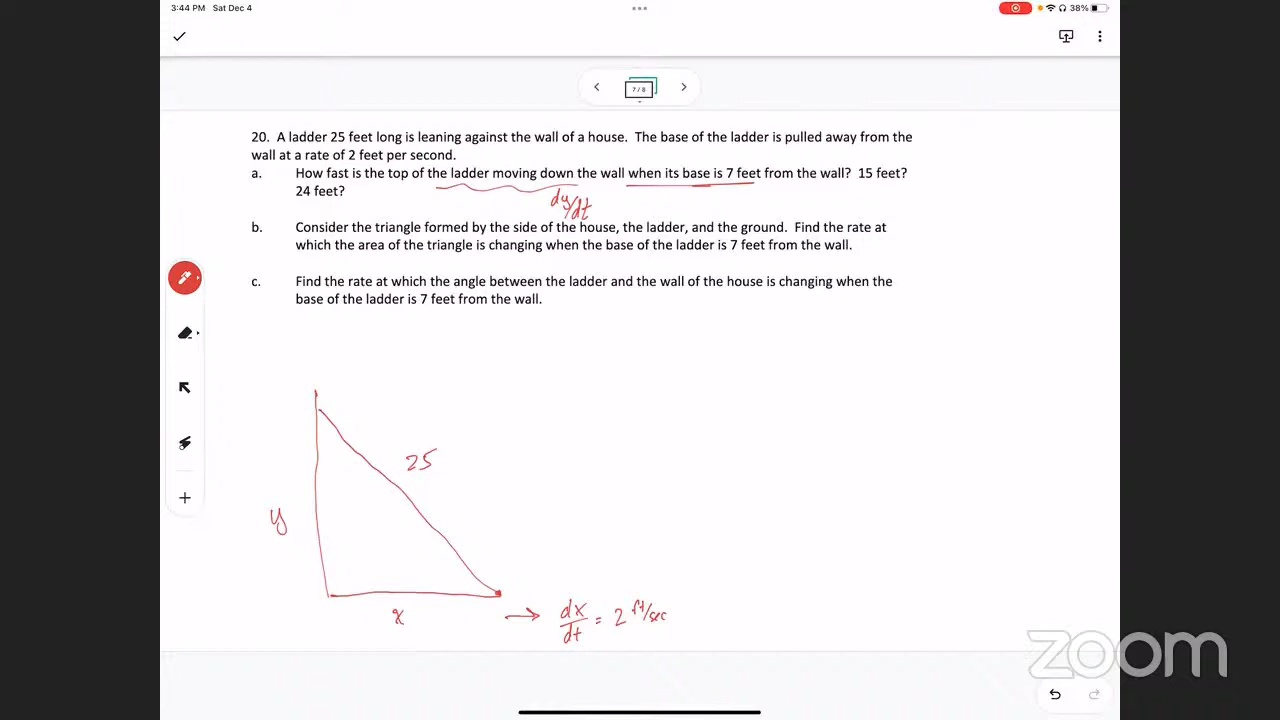 3:44 PM Sat Dec 4
38%
7 / 8
20. A ladder 25 feet long is leaning against the wall of a house. The base of the ladder is pulled away from the
wall at a rate of 2 feet per second.
a. How fast is the top of the ladder moving down the wall when its base is 7 feet from the wall? 15 feet?
24 feet?
dy/dt
b. Consider the triangle formed by the side of the house, the ladder, and the ground. Find the rate at
which the area of the triangle is changing when the base of the ladder is 7 feet from the wall.
c. Find the rate at which the angle between the ladder and the wall of the house is changing when the
base of the ladder is 7 feet from the wall.
25
y
x
dx/dt = 2 ft/sec
zoom